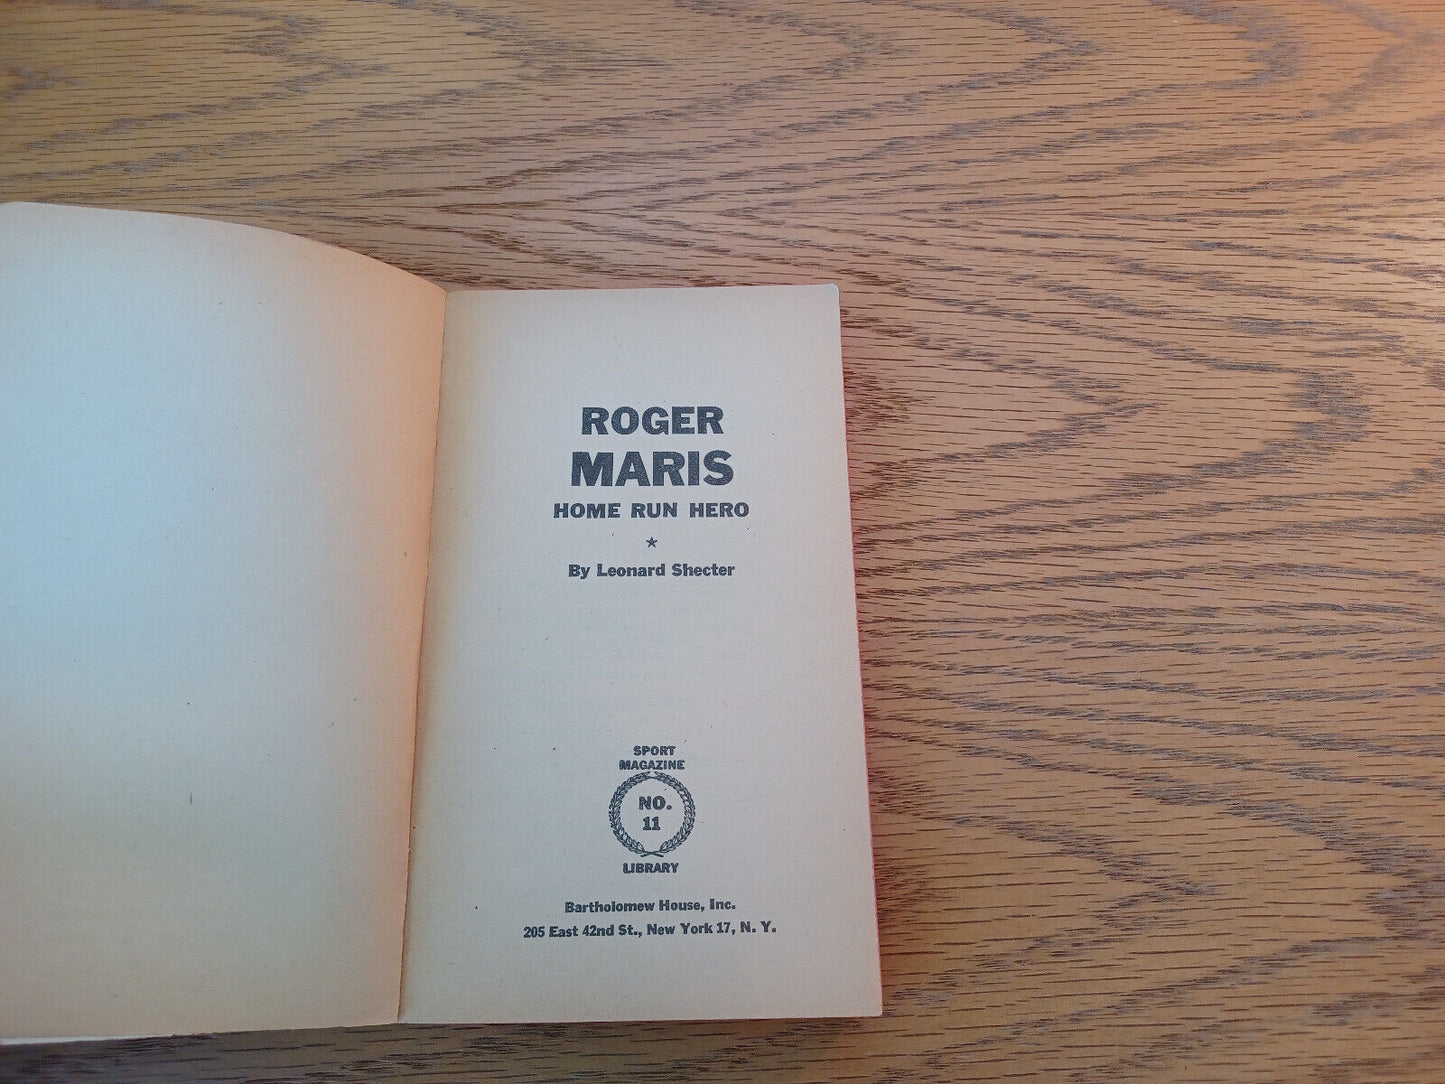 ROGER
MARIS
HOME RUN HERO
★
By Leonard Shecter
SPORT
MAGAZINE
NO.
11
LIBRARY
Bartholomew House, Inc.
205 East 42nd St., New York 17, N. Y.